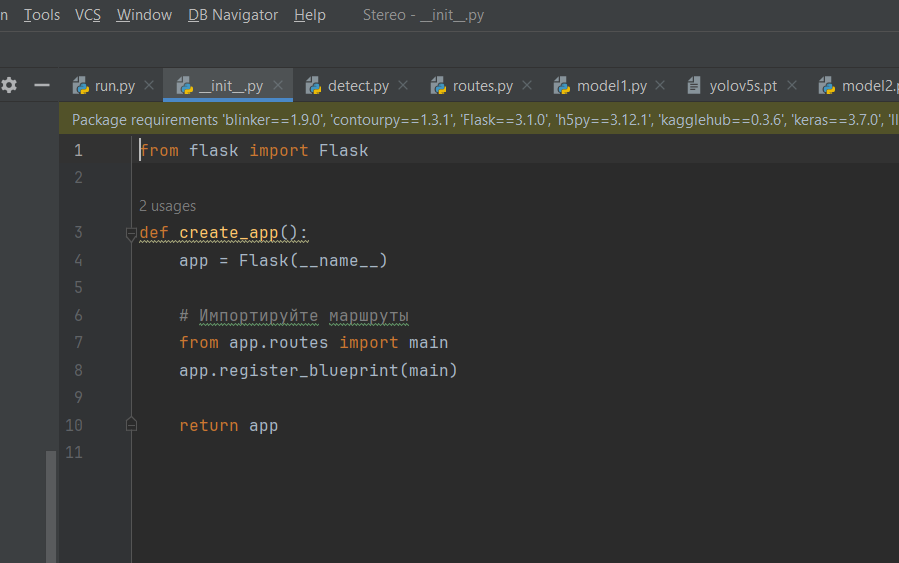 Tools VCS Window DB Navigator Help Stereo - __init__.py
run.py __init__.py detect.py routes.py model1.py yolov5s.pt model2.
Package requirements 'blinker==1.9.0', 'contourpy==1.3.1', 'Flask==3.1.0', 'h5py==3.12.1', 'kagglehub==0.3.6', 'keras==3.7.0',
1 from flask import Flask
2
2 usages
3 def create_app():
4 app = Flask(__name__)
5
6 # Импортируйте маршруты
7 from app.routes import main
8 app.register_blueprint(main)
9
10 return app
11